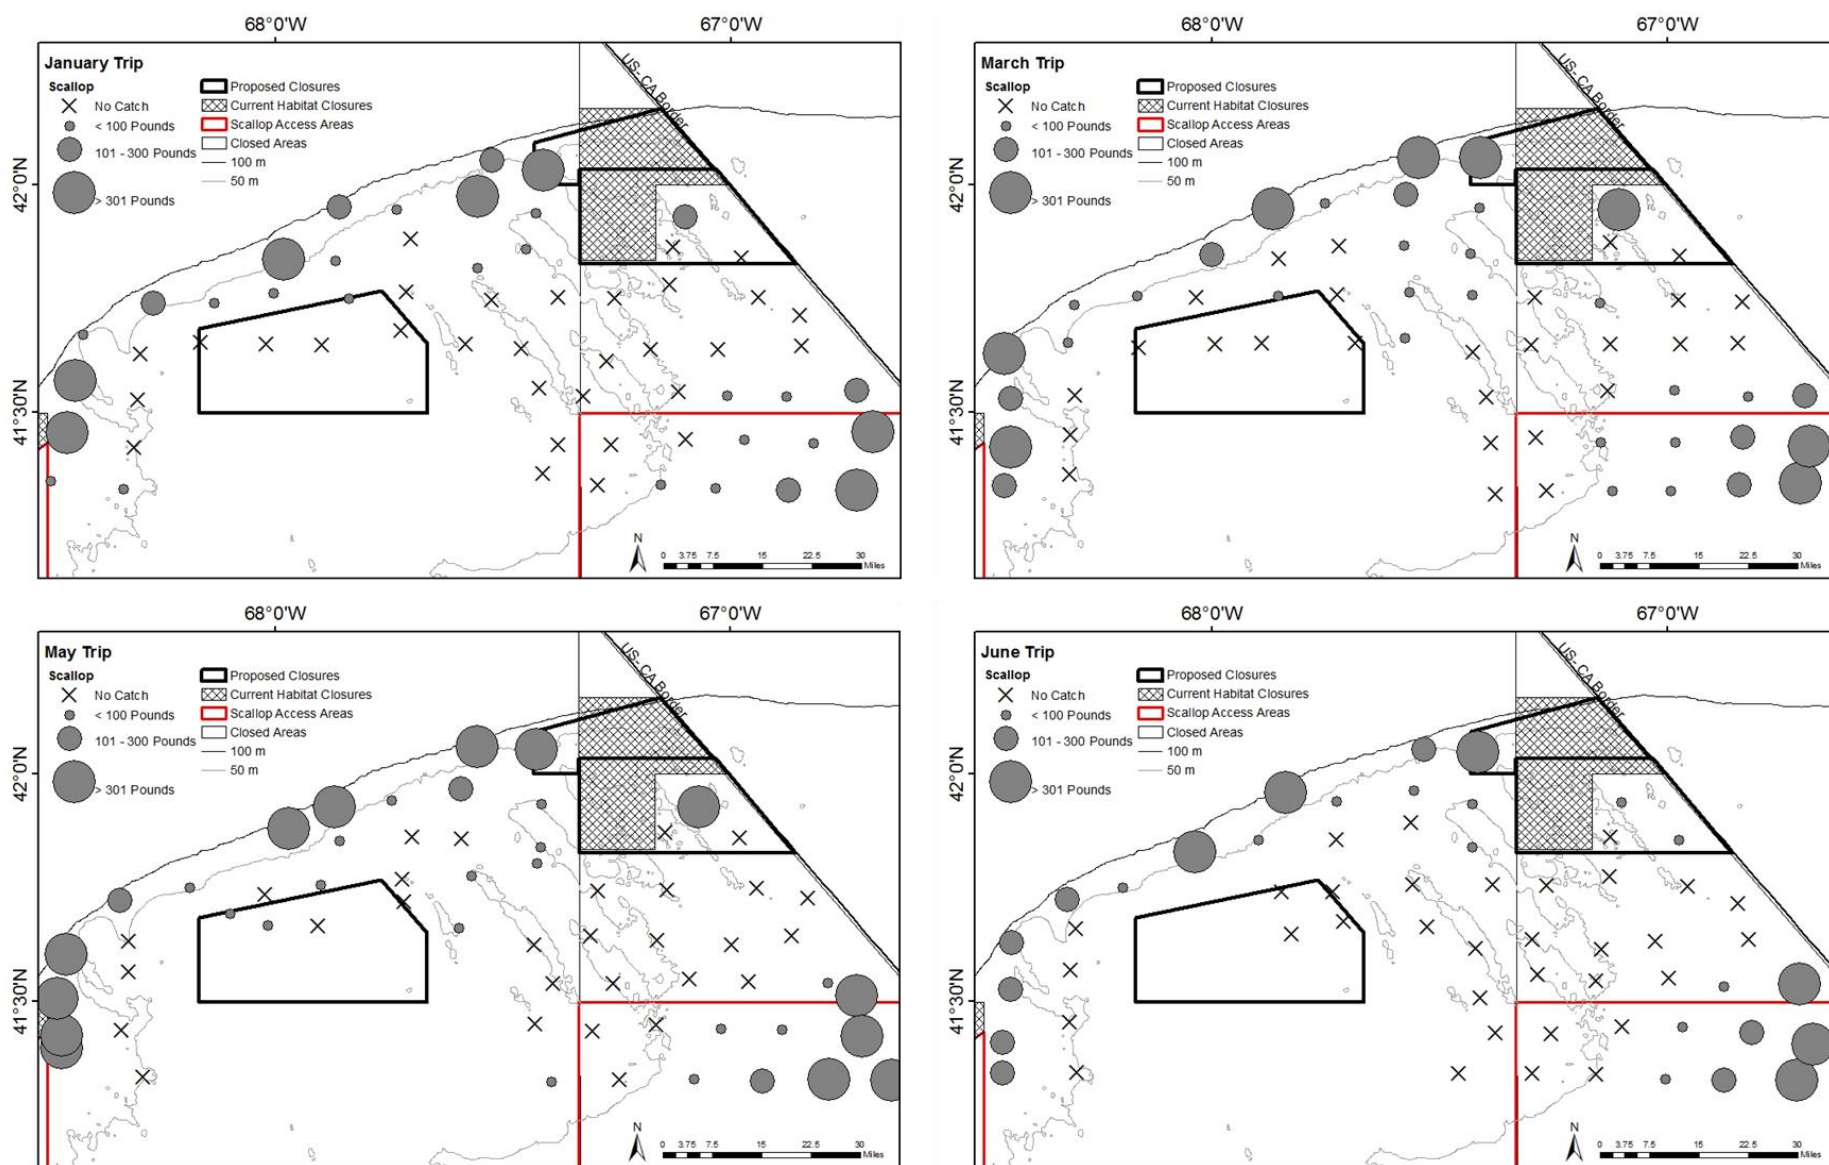 68°0'W 67°0'W 68°0'W 67°0'W
January Trip
Scallop
No Catch
< 100 Pounds
101 - 300 Pounds
> 301 Pounds
Proposed Closures
Current Habitat Closures
Scallop Access Areas
Closed Areas
100 m
50 m
US- CA Border
42°0'N
41°30'N
N
0 3.75 7.5 15 22.5 30
Miles
March Trip
Scallop
No Catch
< 100 Pounds
101 - 300 Pounds
> 301 Pounds
Proposed Closures
Current Habitat Closures
Scallop Access Areas
Closed Areas
100 m
50 m
US- CA Border
42°0'N
41°30'N
N
0 3.75 7.5 15 22.5 30
Miles
68°0'W 67°0'W 68°0'W 67°0'W
May Trip
Scallop
No Catch
< 100 Pounds
101 - 300 Pounds
> 301 Pounds
Proposed Closures
Current Habitat Closures
Scallop Access Areas
Closed Areas
100 m
50 m
US- CA Border
42°0'N
41°30'N
N
0 3.75 7.5 15 22.5 30
Miles
June Trip
Scallop
No Catch
< 100 Pounds
101 - 300 Pounds
> 301 Pounds
Proposed Closures
Current Habitat Closures
Scallop Access Areas
Closed Areas
100 m
50 m
US- CA Border
42°0'N
41°30'N
N
0 3.75 7.5 15 22.5 30
Miles